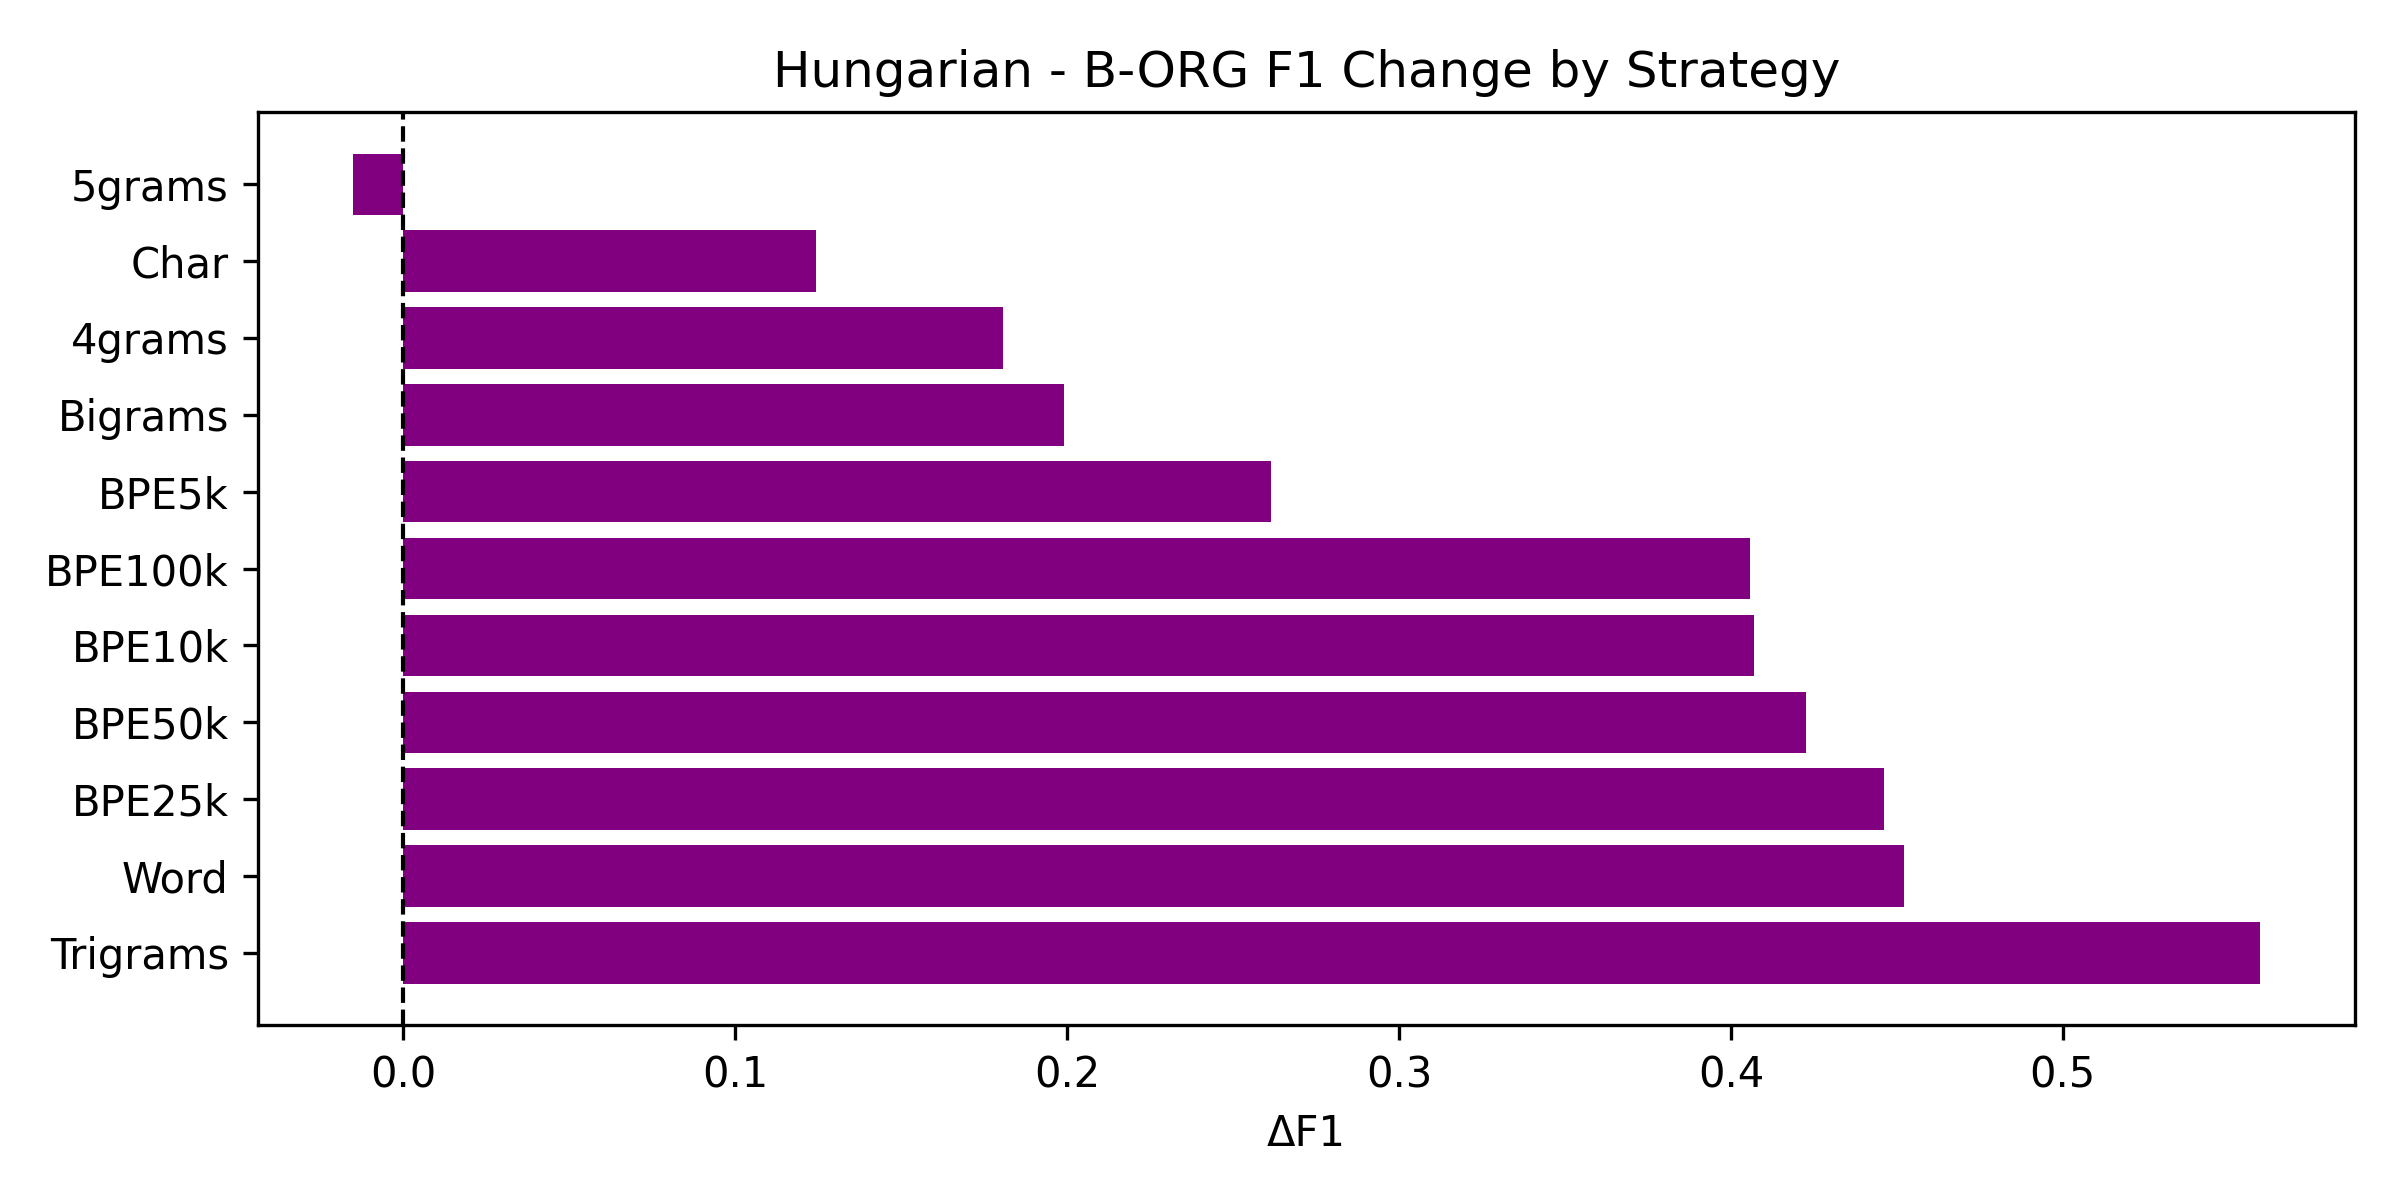 Hungarian - B-ORG F1 Change by Strategy
5grams
Char
4grams
Bigrams
BPE5k
BPE100k
BPE10k
BPE50k
BPE25k
Word
Trigrams
0.0 0.1 0.2 0.3 0.4 0.5
ΔF1